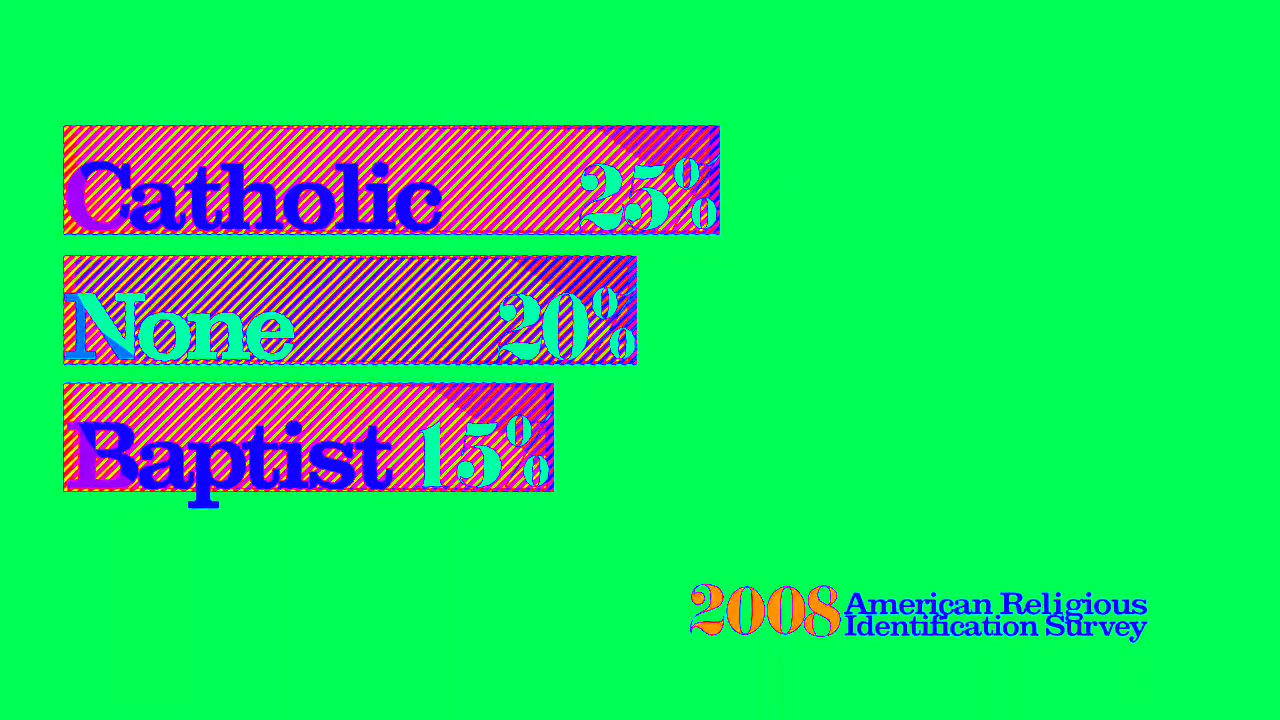 Catholic 25%
None 20%
Baptist 15%
2008 American Religious
Identification Survey